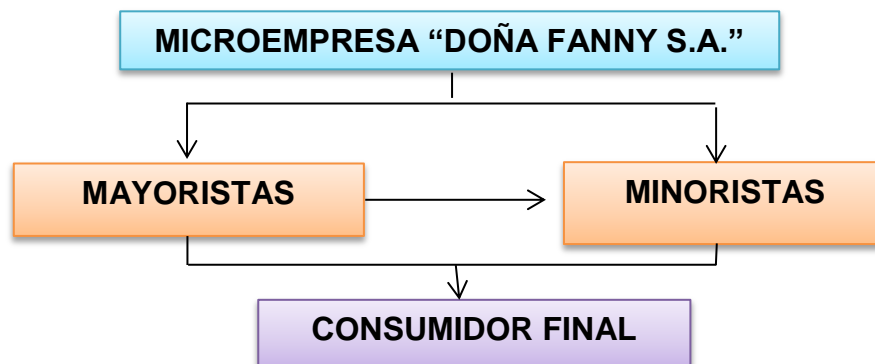 MICROEMPRESA “DOÑA FANNY S.A.”
MAYORISTAS
MINORISTAS
CONSUMIDOR FINAL